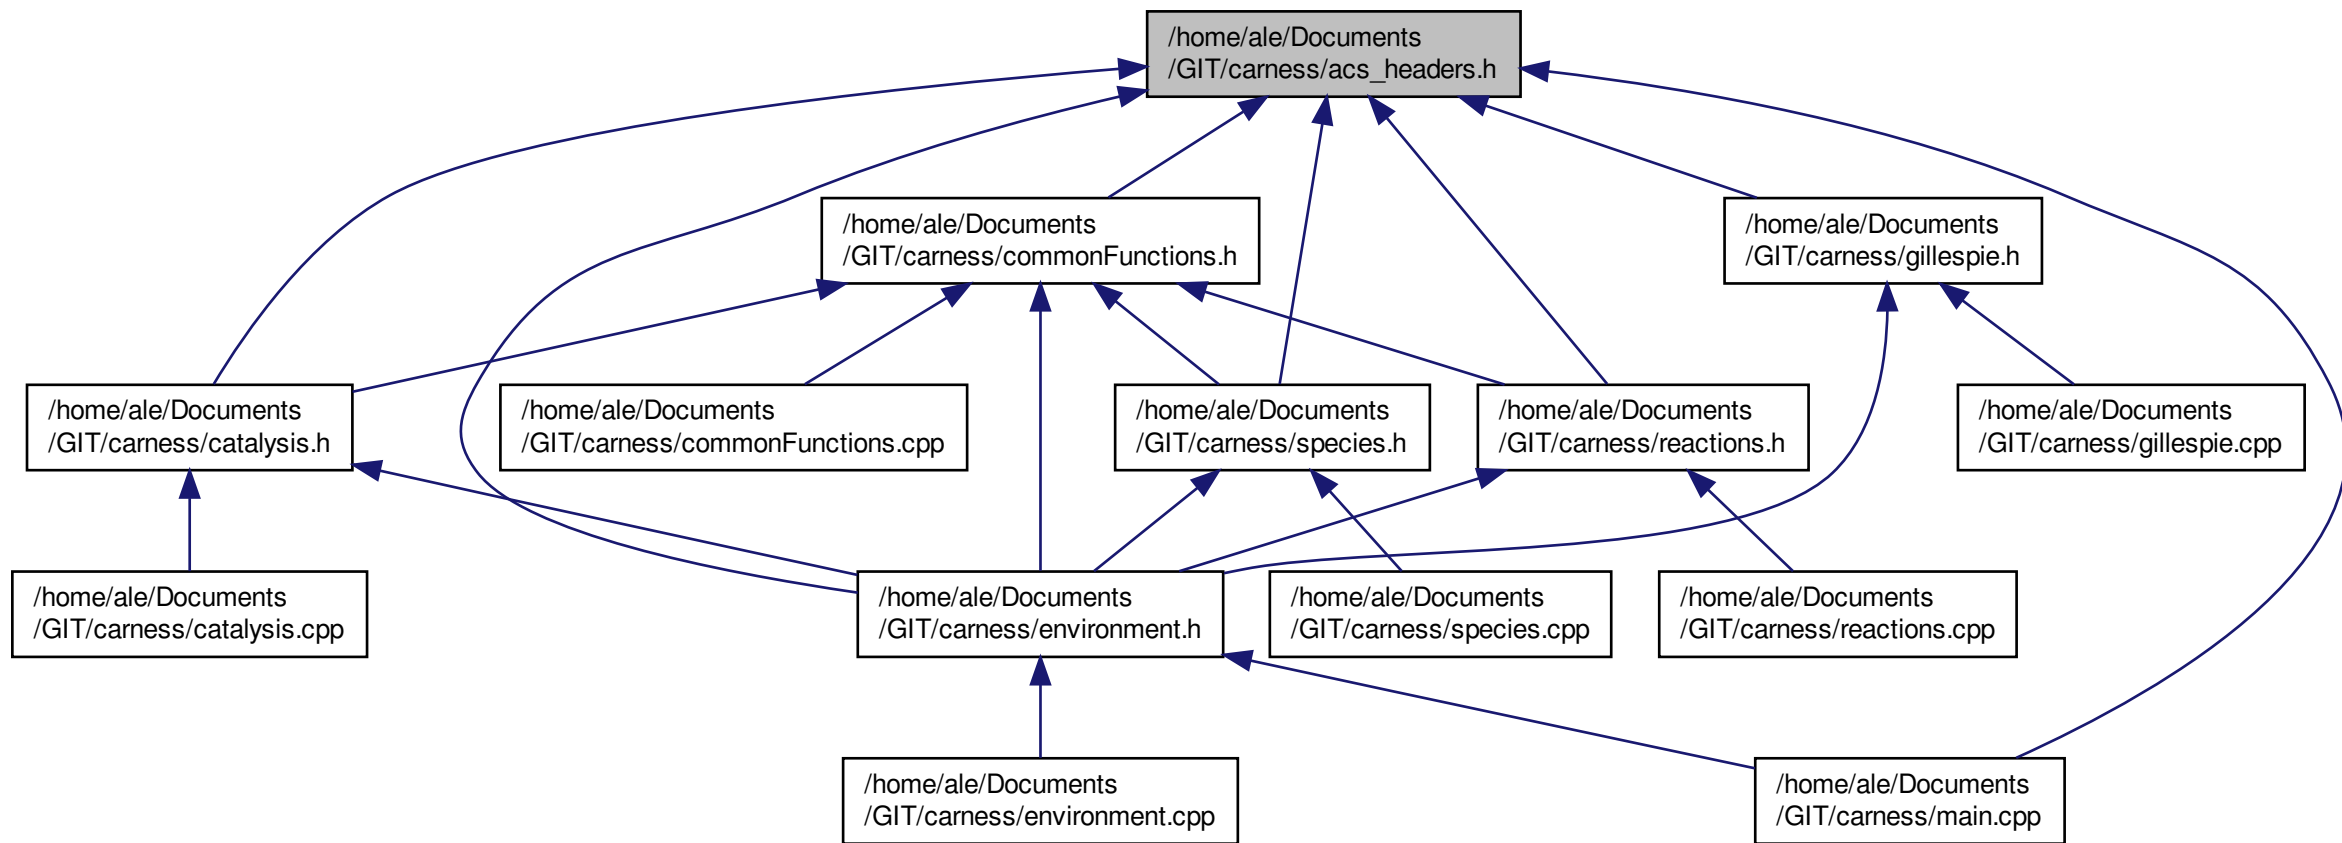 /home/ale/Documents
/GIT/carness/acs_headers.h
/home/ale/Documents
/GIT/carness/commonFunctions.h
/home/ale/Documents
/GIT/carness/gillespie.h
/home/ale/Documents
/GIT/carness/catalysis.h
/home/ale/Documents
/GIT/carness/commonFunctions.cpp
/home/ale/Documents
/GIT/carness/species.h
/home/ale/Documents
/GIT/carness/reactions.h
/home/ale/Documents
/GIT/carness/gillespie.cpp
/home/ale/Documents
/GIT/carness/catalysis.cpp
/home/ale/Documents
/GIT/carness/environment.h
/home/ale/Documents
/GIT/carness/species.cpp
/home/ale/Documents
/GIT/carness/reactions.cpp
/home/ale/Documents
/GIT/carness/environment.cpp
/home/ale/Documents
/GIT/carness/main.cpp